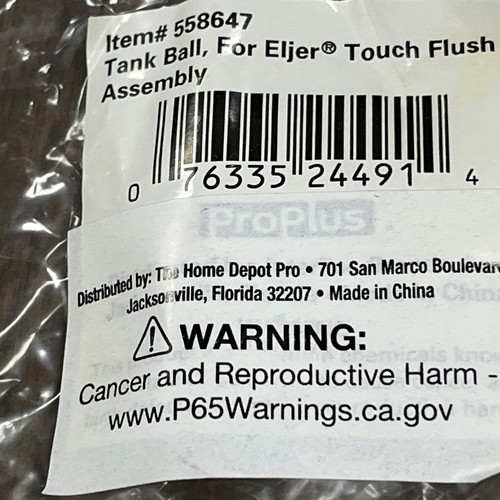 Item# 558647
Tank Ball, For Eljer® Touch Flush
Assembly
0 76335 24491 4
ProPlus
Distributed by: The Home Depot Pro • 701 San Marco
Jacksonville, Florida 32207 • Made in China
WARNING:
Cancer and Reproductive Harm -
www.P65Warnings.ca.gov